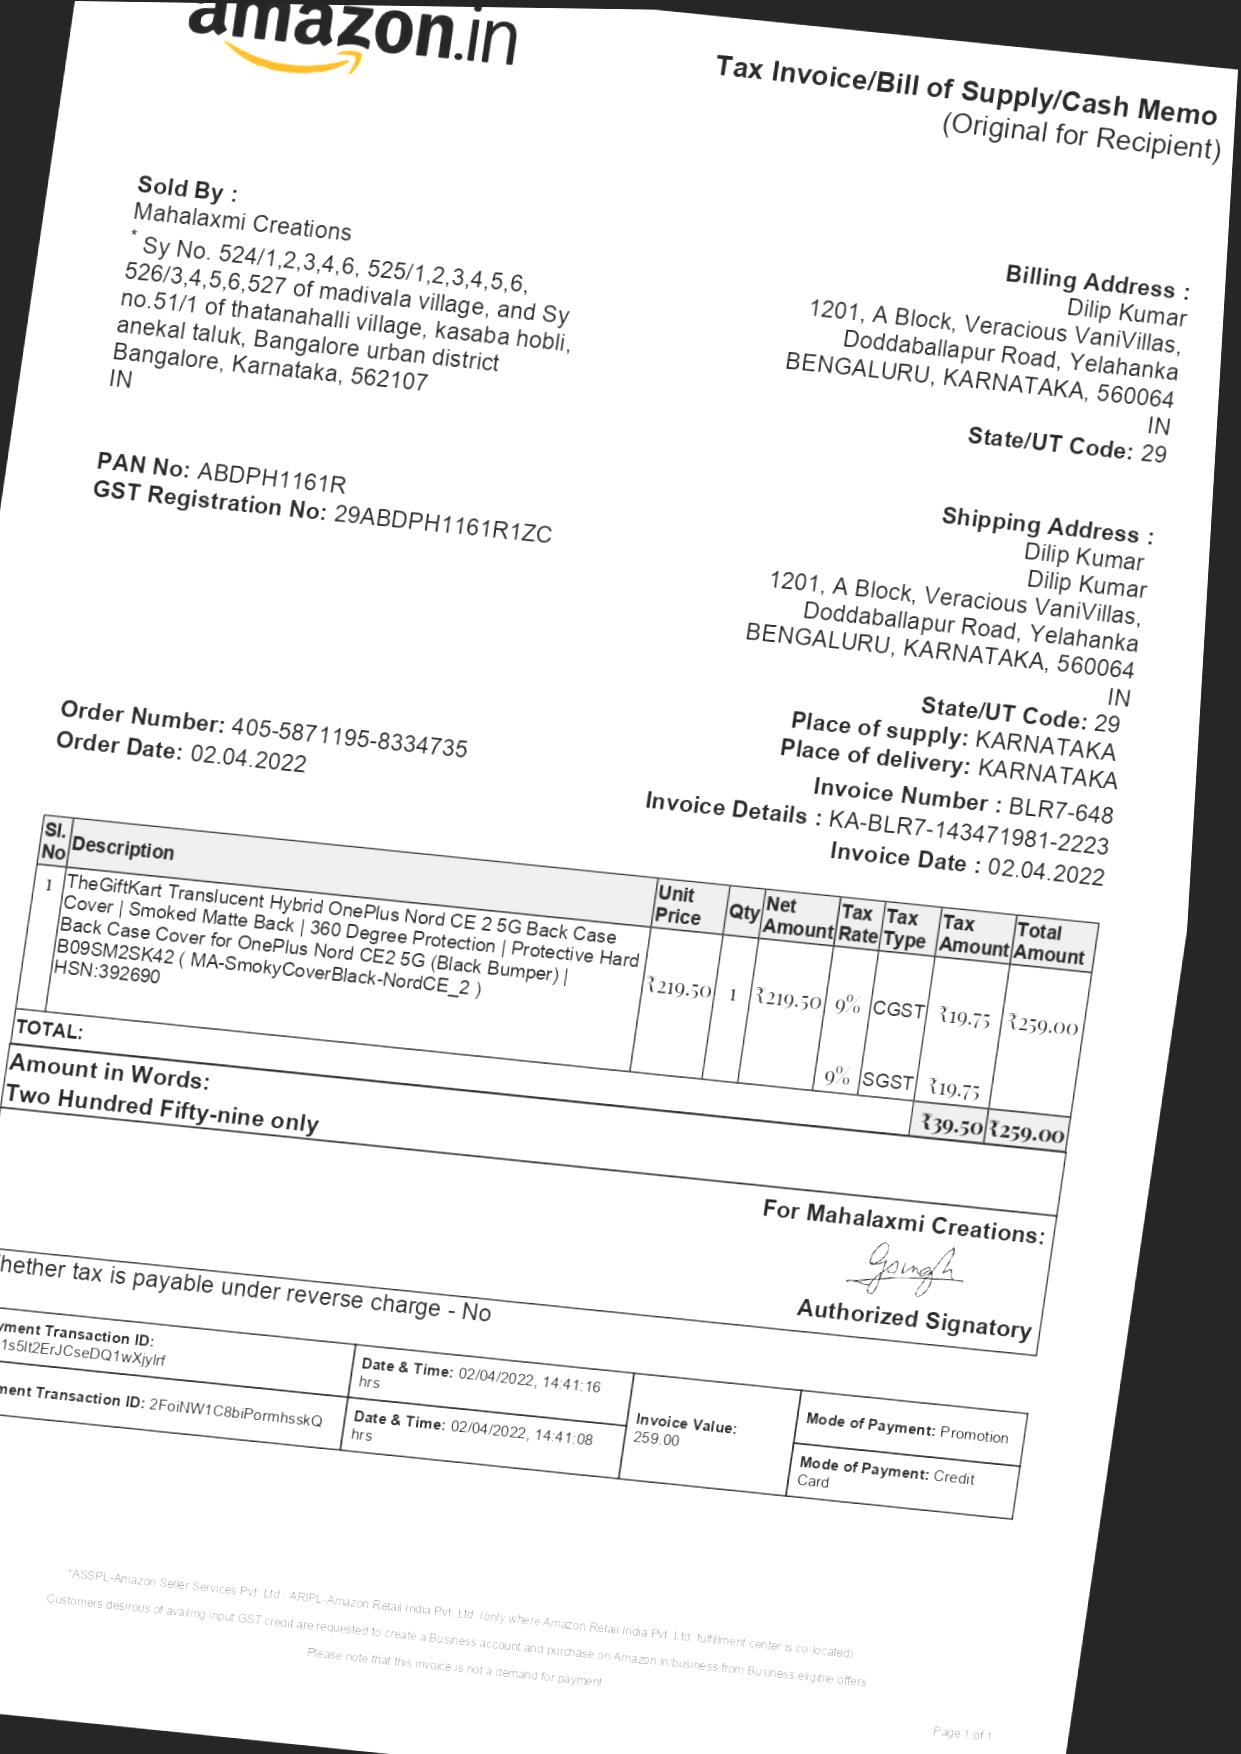 amazon.in
Tax Invoice/Bill of Supply/Cash Memo
(Original for Recipient)
Sold By :
Mahalaxmi Creations
* Sy No. 524/1,2,3,4,6, 525/1,2,3,4,5,6,
526/3,4,5,6,527 of madivala village, and Sy
no.51/1 of thatanahalli village, kasaba hobli,
anekal taluk, Bangalore urban district
Bangalore, Karnataka, 562107
IN
Billing Address :
Dilip Kumar
1201, A Block, Veracious VaniVillas,
Doddaballapur Road, Yelahanka
BENGALURU, KARNATAKA, 560064
IN
State/UT Code: 29
PAN No: ABDPH1161R
GST Registration No: 29ABDPH1161R1ZC
Shipping Address :
Dilip Kumar
Dilip Kumar
1201, A Block, Veracious VaniVillas,
Doddaballapur Road, Yelahanka
BENGALURU, KARNATAKA, 560064
IN
State/UT Code: 29
Place of supply: KARNATAKA
Place of delivery: KARNATAKA
Order Number: 405-5871195-8334735
Order Date: 02.04.2022
Invoice Number : BLR7-648
Invoice Details : KA-BLR7-143471981-2223
Invoice Date : 02.04.2022
Sl. No Description Unit Price Qty Net Amount Tax Rate Tax Type Tax Amount Total Amount
1 TheGiftKart Translucent Hybrid OnePlus Nord CE 2 5G Back Case
Cover | Smoked Matte Back | 360 Degree Protection | Protective Hard
Back Case Cover for OnePlus Nord CE2 5G (Black Bumper) |
B09SM2SK42 ( MA-SmokyCoverBlack-NordCE_2 )
HSN:392690
₹219.50 1 ₹219.50 9% CGST ₹19.75 ₹259.00
9% SGST ₹19.75
TOTAL: ₹39.50 ₹259.00
Amount in Words:
Two Hundred Fifty-nine only
For Mahalaxmi Creations:
Gsingh
Authorized Signatory
hether tax is payable under reverse charge - No
yment Transaction ID:
1s5lt2ErJCseDQ1wXjylrf
Date & Time: 02/04/2022, 14:41:16
hrs
Invoice Value:
259.00
Mode of Payment: Promotion
ment Transaction ID: 2FoiNW1C8biPormhsskQ
Date & Time: 02/04/2022, 14:41:08
hrs
Mode of Payment: Credit
Card
*ASSPL-Amazon Seller Services Pvt. Ltd., ARIPL-Amazon Retail India Pvt. Ltd. (only where Amazon Retail India Pvt. Ltd. fulfillment center is co-located)
Customers desirous of availing input GST credit are requested to create a Business account and purchase on Amazon.in/business from Business eligible offers
Please note that this invoice is not a demand for payment
Page 1 of 1